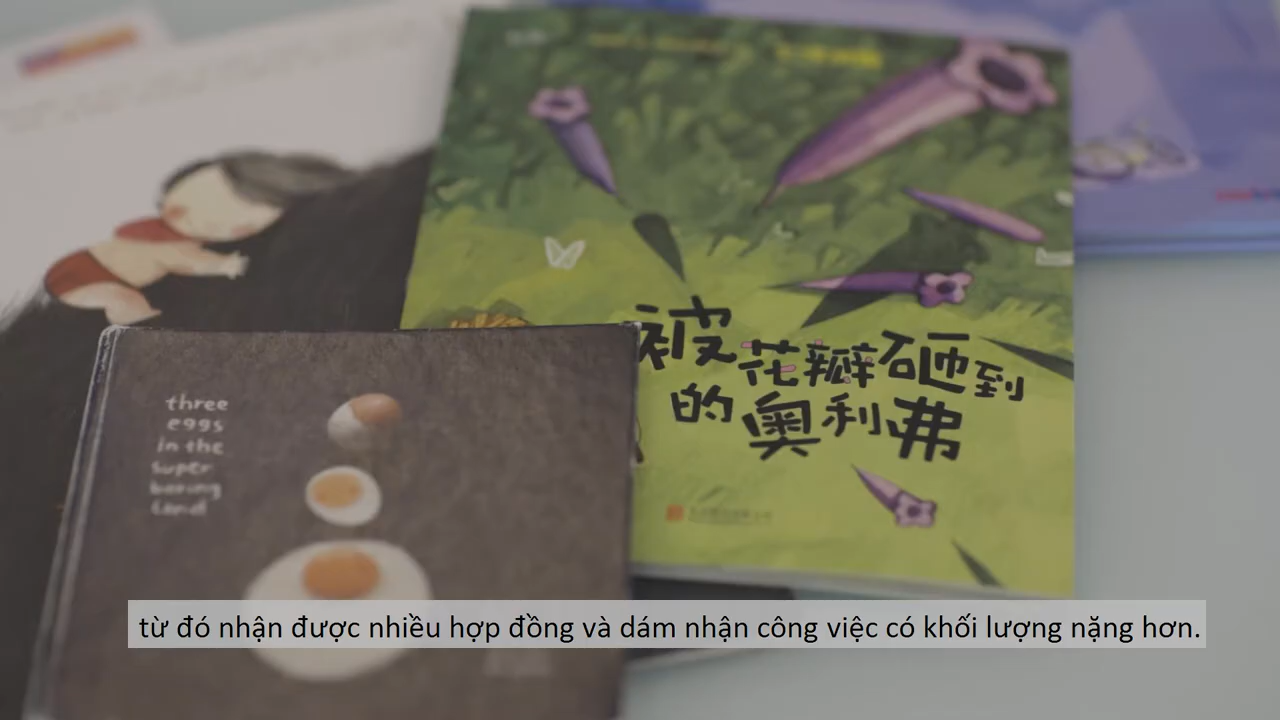 被花瓣砸到
的奥利弗
three
eggs
in the
super
boring
land
từ đó nhận được nhiều hợp đồng và dám nhận công việc có khối lượng nặng hơn.